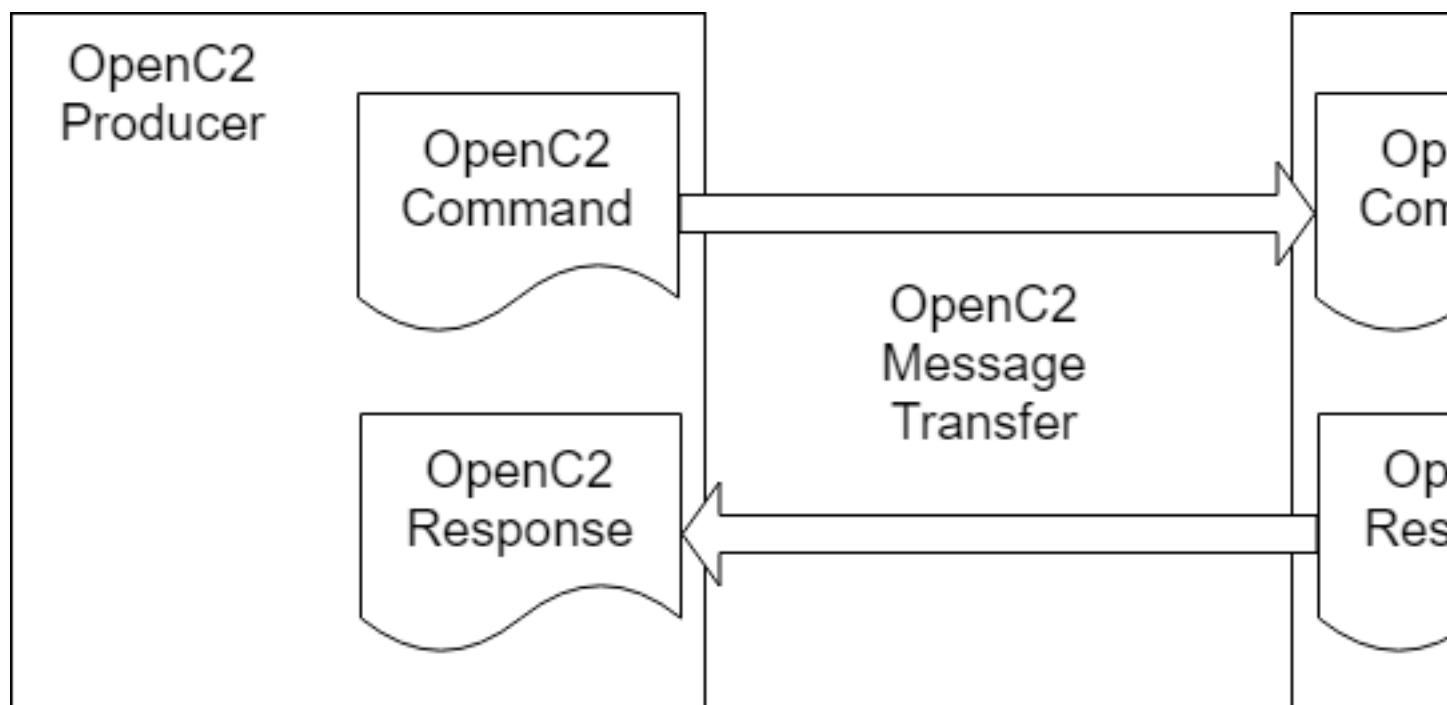 OpenC2
Producer
OpenC2
Command
OpenC2
Message
Transfer
OpenC2
Response